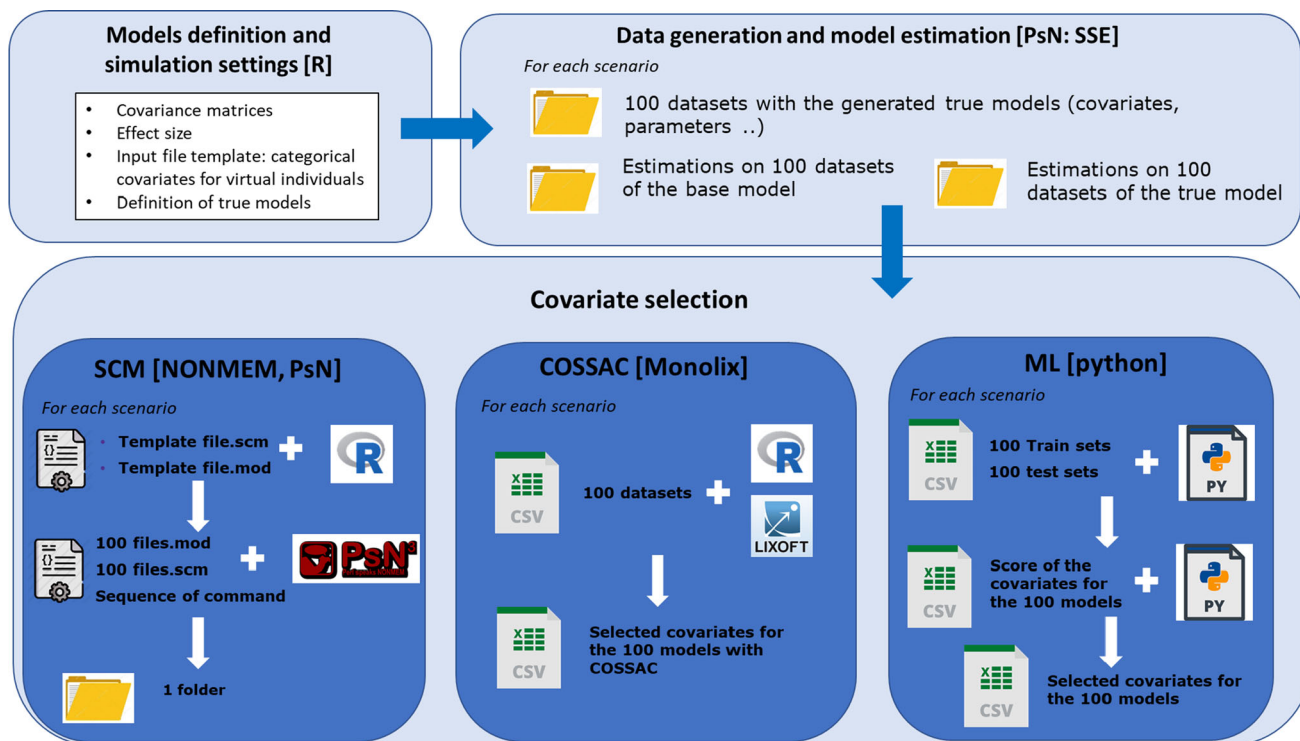 Models definition and
simulation settings [R]
• Covariance matrices
• Effect size
• Input file template: categorical
covariates for virtual individuals
• Definition of true models
Data generation and model estimation [PsN: SSE]
For each scenario
100 datasets with the generated true models (covariates,
parameters ..)
Estimations on 100 datasets
of the base model
Estimations on 100
datasets of the true model
Covariate selection
SCM [NONMEM, PsN]
For each scenario
• Template file.scm
• Template file.mod
R
100 files.mod
100 files.scm
Sequence of command
PsN³
1 folder
COSSAC [Monolix]
For each scenario
CSV
100 datasets
R
LIXOFT
CSV
Selected covariates for
the 100 models with
COSSAC
ML [python]
For each scenario
CSV
100 Train sets
100 test sets
PY
CSV
Score of the
covariates for
the 100 models
PY
CSV
Selected covariates for
the 100 models